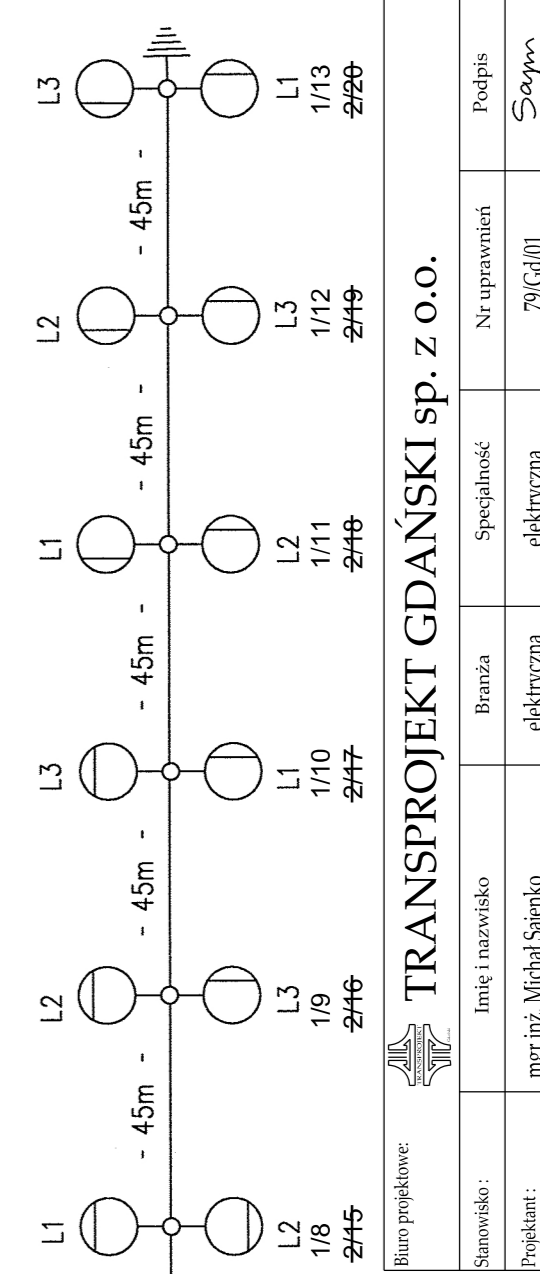 L1 L2 L3 L1 L2 L3
- 45m - - 45m - - 45m - - 45m - - 45m -
L2 L3 L1 L2 L3 L1
1/8 1/9 1/10 1/11 1/12 1/13
2/15 2/16 2/17 2/18 2/19 2/20
Biuro projektowe: TRANSPROJEKT TRANSPROJEKT GDAŃSKI sp. z o.o.
Stanowisko : Imię i nazwisko Branża Specjalność Nr uprawnień Podpis
Projektant : mgr inż. Michał Sajenko elektryczna elektryczna 79/Gd/01